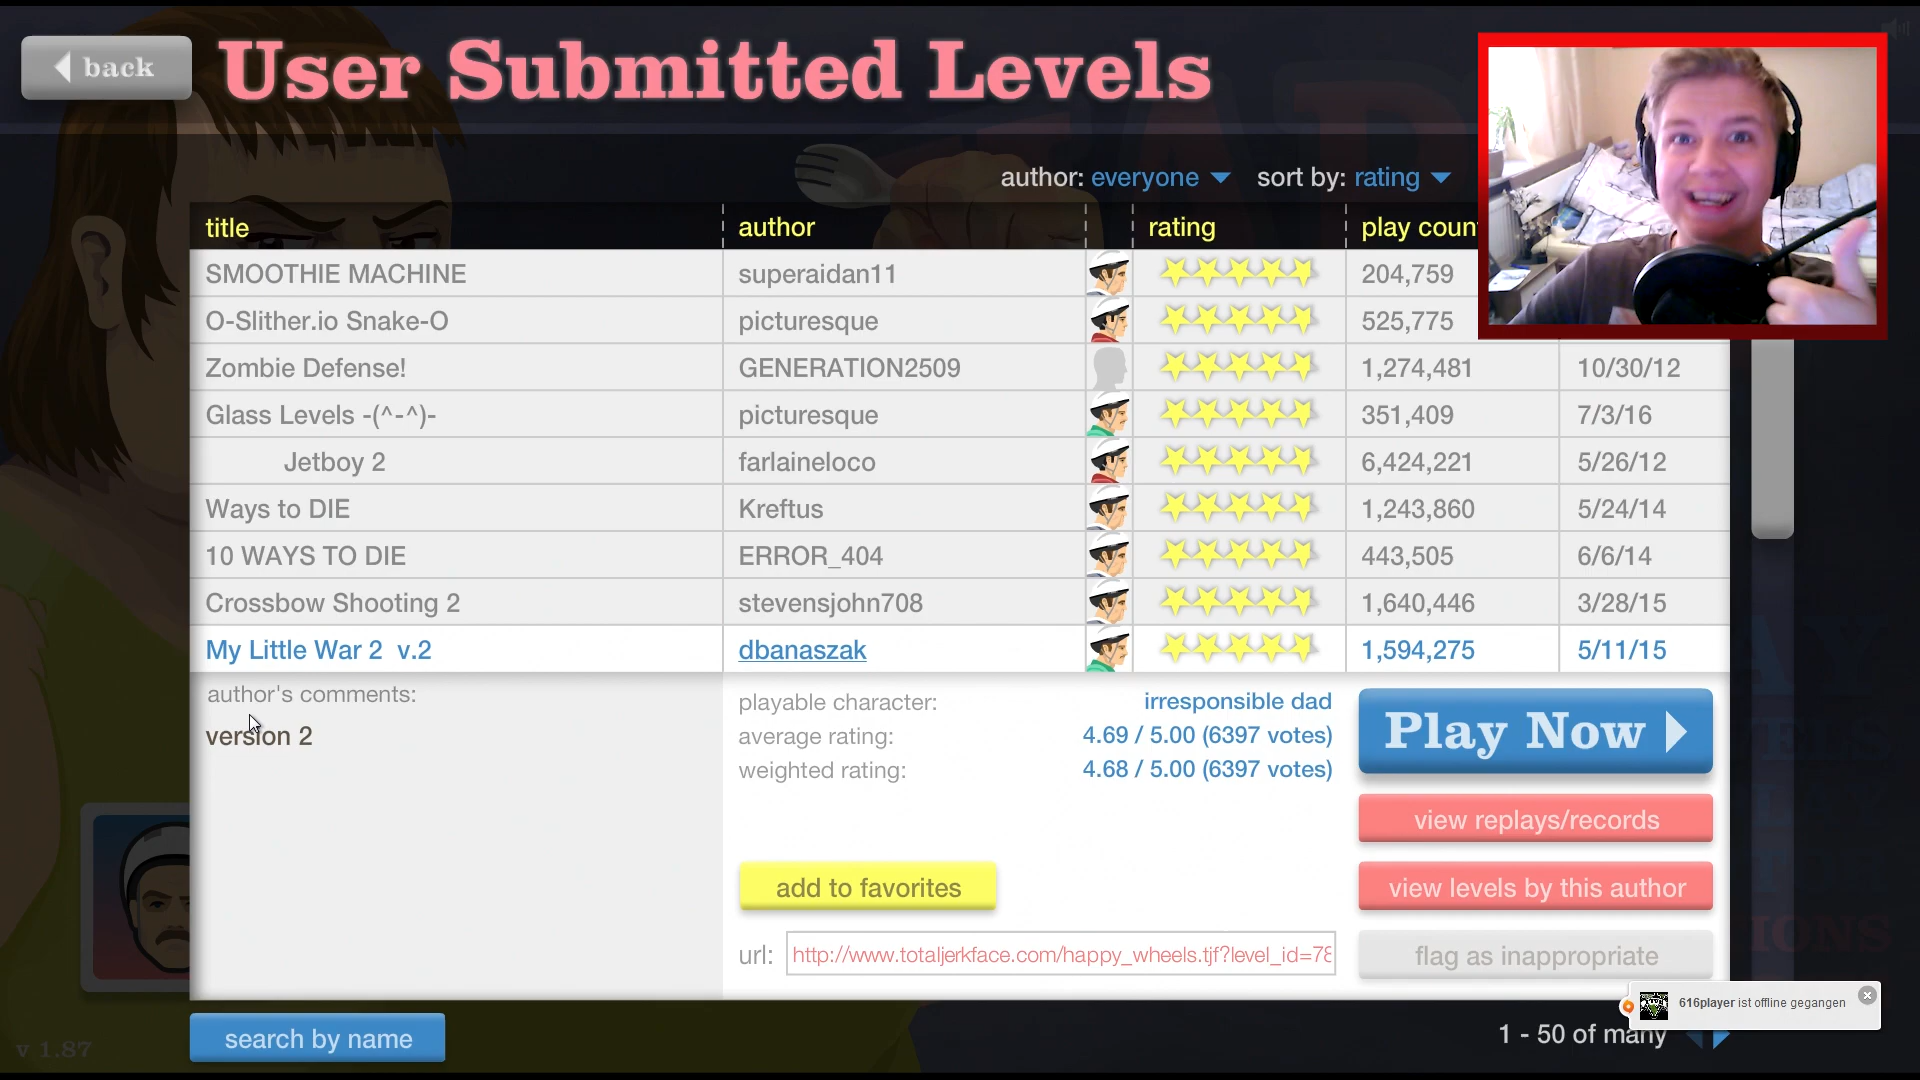 back
User Submitted Levels
author: everyone
sort by: rating
title author rating play coun
SMOOTHIE MACHINE superaidan11 204,759
O-Slither.io Snake-O picturesque 525,775
Zombie Defense! GENERATION2509 1,274,481 10/30/12
Glass Levels -(^-^)- picturesque 351,409 7/3/16
Jetboy 2 farlaineloco 6,424,221 5/26/12
Ways to DIE Kreftus 1,243,860 5/24/14
10 WAYS TO DIE ERROR_404 443,505 6/6/14
Crossbow Shooting 2 stevensjohn708 1,640,446 3/28/15
My Little War 2 v.2 dbanaszak 1,594,275 5/11/15
author's comments:
version 2
playable character: irresponsible dad
average rating: 4.69 / 5.00 (6397 votes)
weighted rating: 4.68 / 5.00 (6397 votes)
Play Now
view replays/records
add to favorites
view levels by this author
url: http://www.totaljerkface.com/happy_wheels.tjf?level_id=78
flag as inappropriate
616player ist offline gegangen
search by name
1 - 50 of many
v 1.87